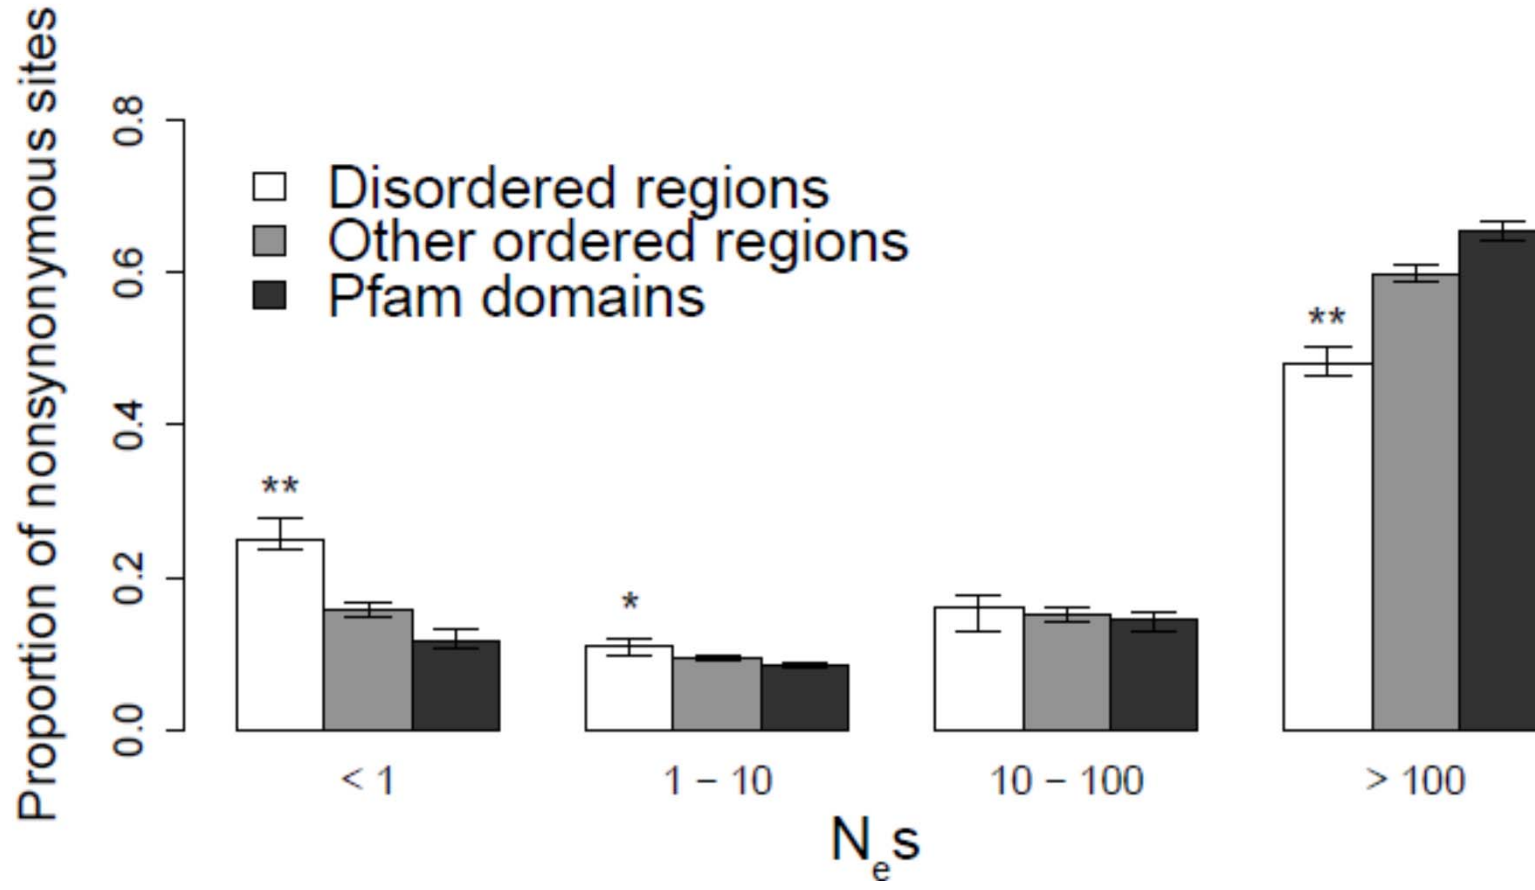 Proportion of nonsynonymous sites
0.8
0.6
0.4
0.2
0.0
Disordered regions
Other ordered regions
Pfam domains
**
*
**
< 1
1 – 10
10 – 100
> 100
Nes